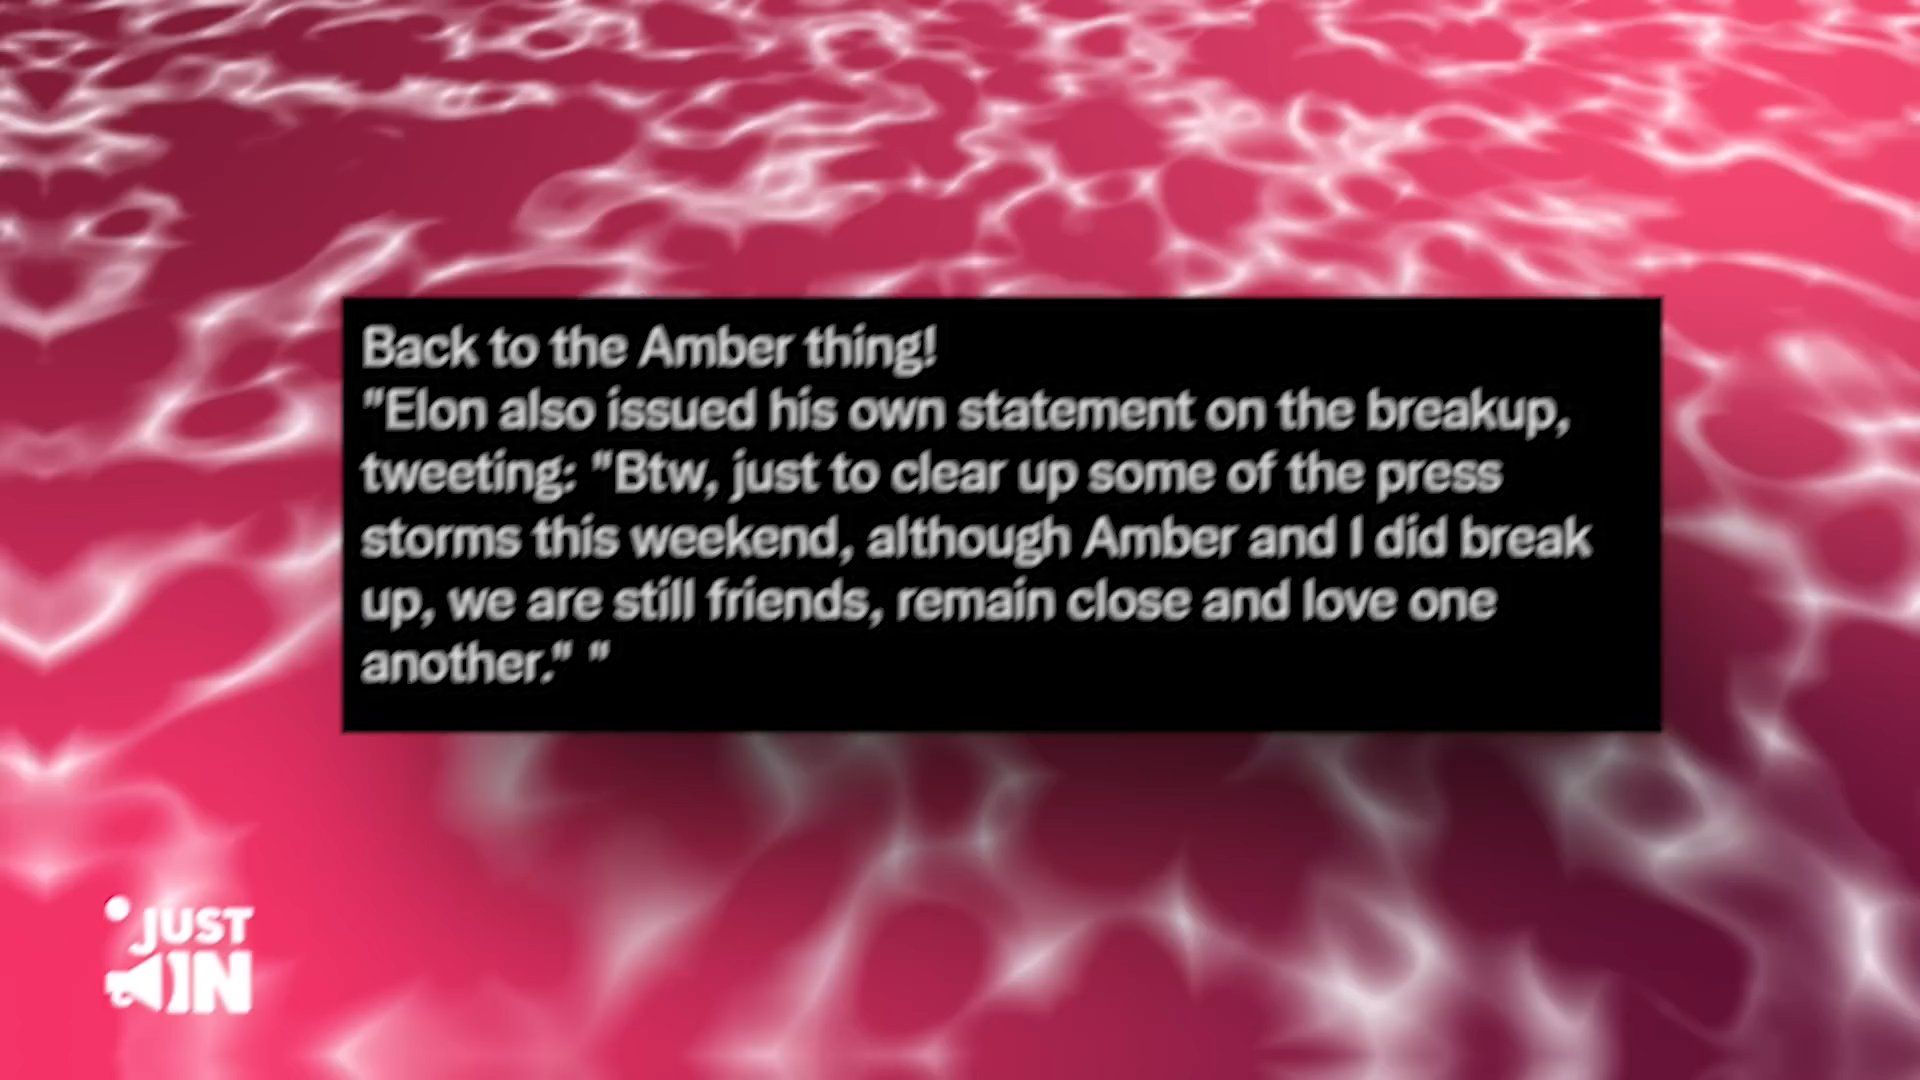 Back to the Amber thing!
"Elon also issued his own statement on the breakup,
tweeting: "Btw, just to clear up some of the press
storms this weekend, although Amber and I did break
up, we are still friends, remain close and love one
another." "
JUST
IN